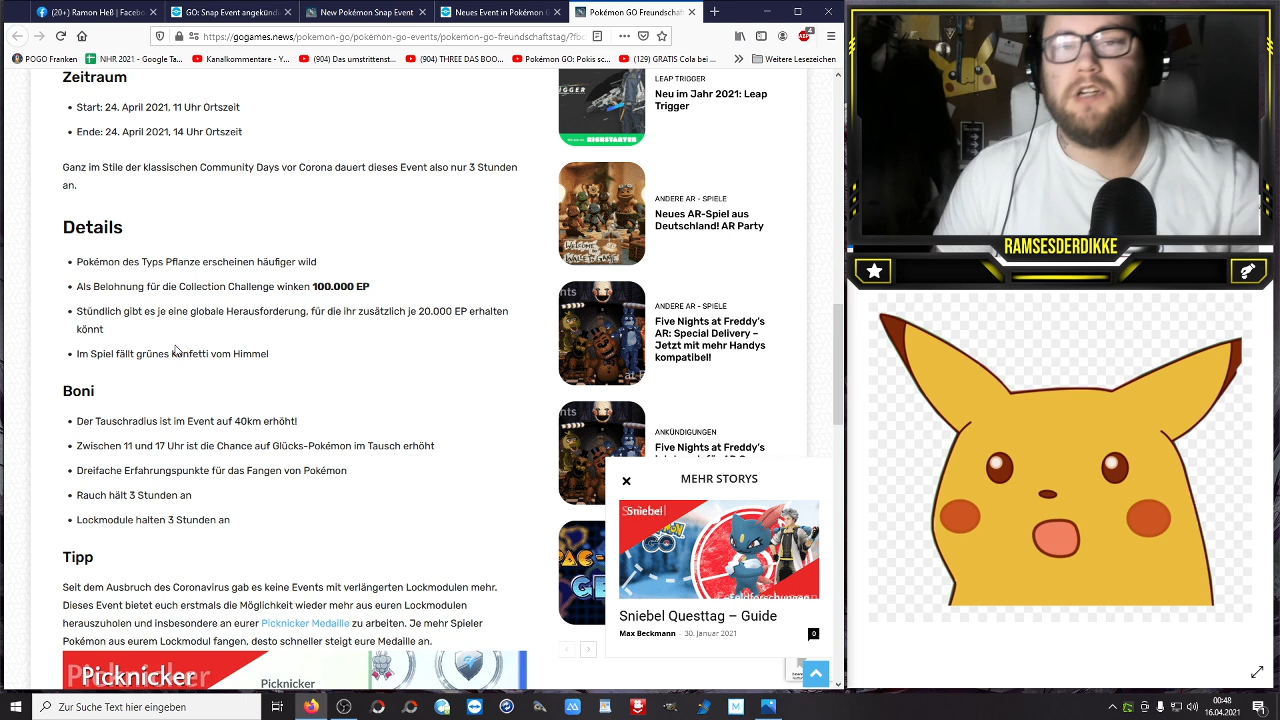 (20+) Ramen Heß | Facebook
GO: Snap event angekündi
New Pokémon Snap
Neues Event in Pokémon G
Pokémon GO: Freundschaft
https://gogames.news/pokemon-go/pokemon-go-events/pokemon-go-freundschaftstag/?fbc
POGO Franken
NHR 2021 - Google Ta...
Kanalkommentare - Y...
(904) Das umstrittenst...
(904) THREE DAS BOO...
Pokémon GO: Pokis sc...
(129) GRATIS Cola bei ...
Weitere Lesezeichen
Zeitraum
Start: 24. April 2021, 11 Uhr Ortszeit
Ende: 24. April 2021, 14 Uhr Ortszeit
Ganz im Stile der klassischen Community Days vor Corona dauert dieses Event also nur 3 Stunden
an.
Details
Pokémon des Typs Pflanze erscheinen häufiger wild
Als Belohnung für die Collection Challenge winken 100.000 EP
Stündlich gibt es je eine globale Herausforderung, für die ihr zusätzlich je 20.000 EP erhalten
könnt
Im Spiel fällt grünes Konfetti vom Himmel
Boni
Der Tauschradius ist im Event auf 40km erhöht!
Zwischen 11 und 17 Uhr ist die Chance auf Glücks-Pokémon im Tausch erhöht
Dreifache Erfahrungspunkte für das Fangen von Pokémon
Rauch hält 3 Stunden an
Lockmodule halten 3 Stunden an
Tipp
Seit dem Ausbruch des Coronavirus gab es keine Events mit verlängerten Lockmodulen mehr.
Dieses Event bietet euch erstmals die Möglichkeit wieder mehr aus euren Lockmodulen
herauszuholen und insbesondere an eurer Picknicker Medaille zu arbeiten. Je mehr Spieler
Pokémon aus eurem Lockmodul fangen, desto schneller steigt eure Medaille an.
Picknicker
Picknicker
KICKSTARTER
LEAP TRIGGER
Neu im Jahr 2021: Leap
Trigger
ANDERE AR - SPIELE
Neues AR-Spiel aus
Deutschland! AR Party
ANDERE AR - SPIELE
Five Nights at Freddy's
AR: Special Delivery –
Jetzt mit mehr Handys
kompatibel!
ANKÜNDIGUNGEN
Five Nights at Freddy's
MEHR STORYS
Sniebel
POKÉMON GO
Feldforschungen
Sniebel Questtag – Guide
Max Beckmann - 30. Januar 2021
0
RAMSESDERDIKKE
Zur Suche Text hier eingeben
00:48
16.04.2021